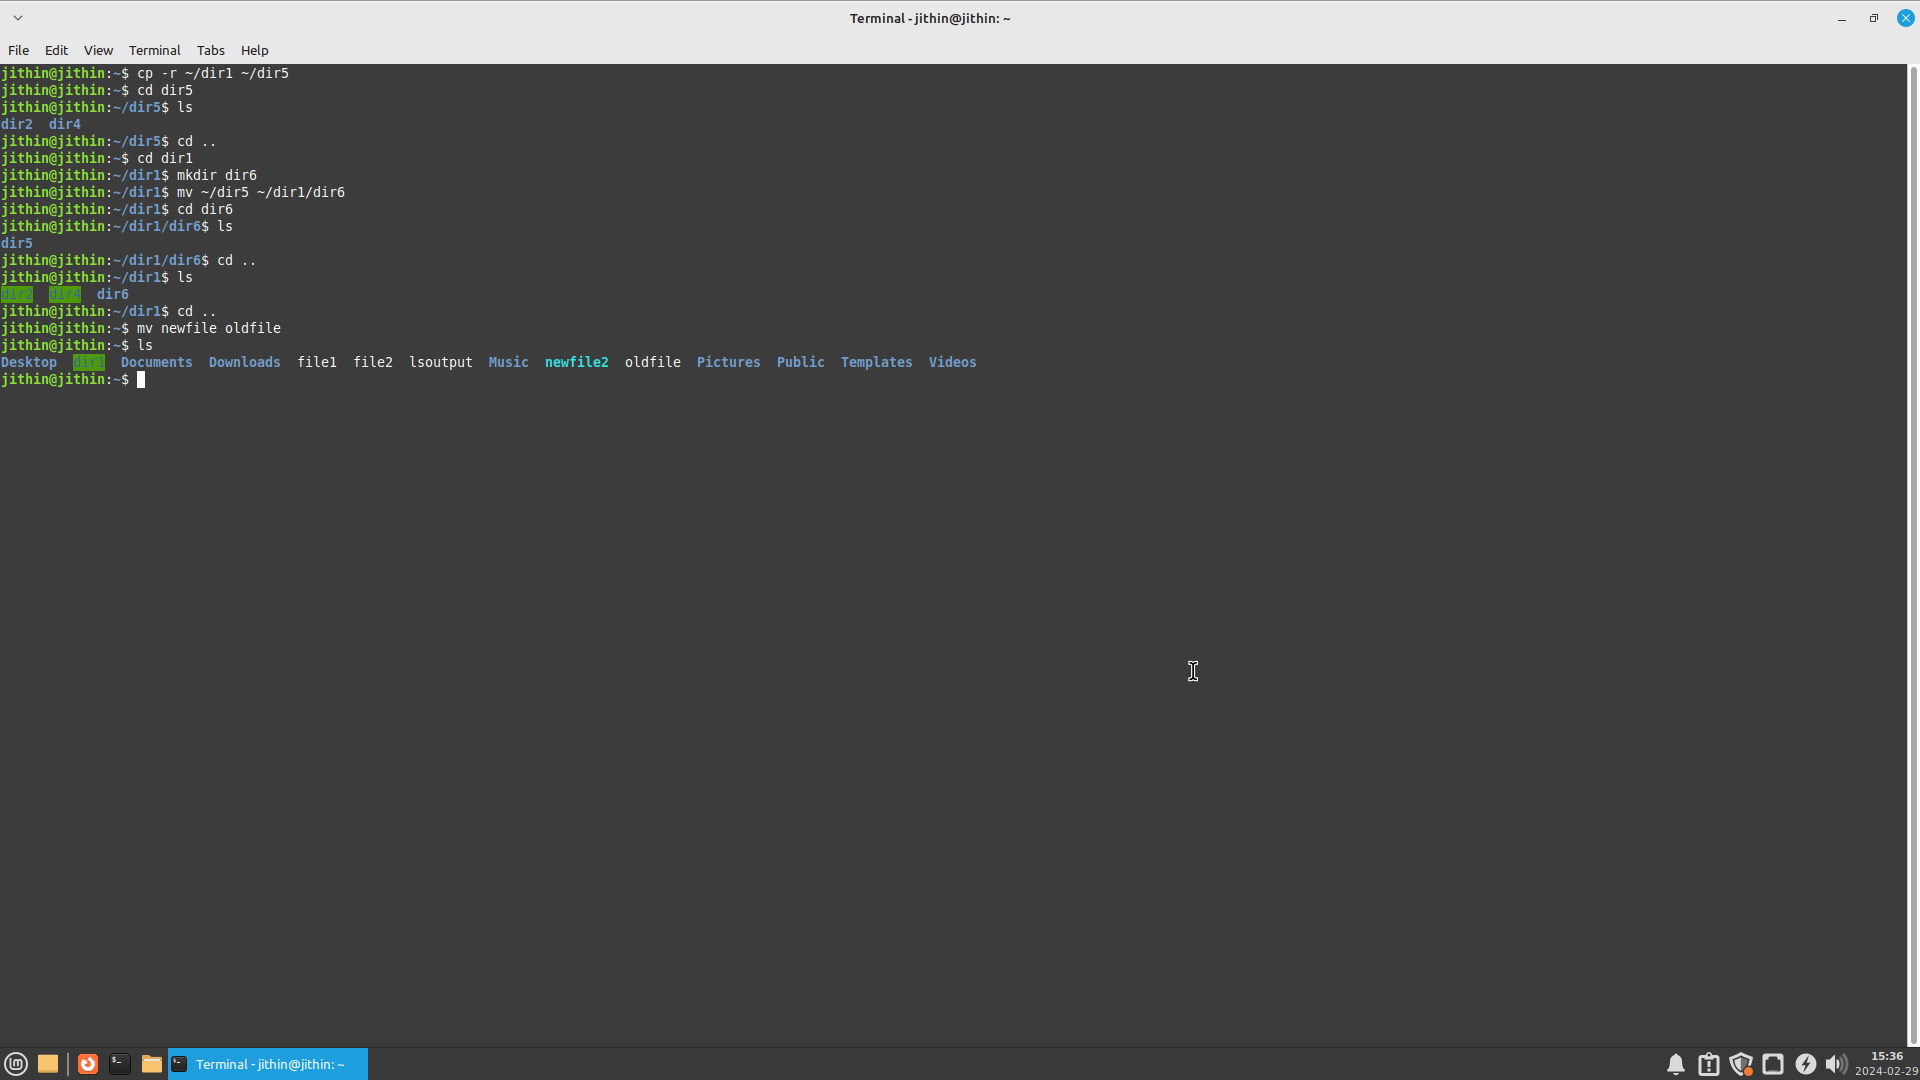 Terminal - jithin@jithin: ~
File Edit View Terminal Tabs Help
jithin@jithin:~$ cp -r ~/dir1 ~/dir5
jithin@jithin:~$ cd dir5
jithin@jithin:~/dir5$ ls
dir2  dir4
jithin@jithin:~/dir5$ cd ..
jithin@jithin:~$ cd dir1
jithin@jithin:~/dir1$ mkdir dir6
jithin@jithin:~/dir1$ mv ~/dir5 ~/dir1/dir6
jithin@jithin:~/dir1$ cd dir6
jithin@jithin:~/dir1/dir6$ ls
dir5
jithin@jithin:~/dir1/dir6$ cd ..
jithin@jithin:~/dir1$ ls
dir2  dir4  dir6
jithin@jithin:~/dir1$ cd ..
jithin@jithin:~$ mv newfile oldfile
jithin@jithin:~$ ls
Desktop  dir1  Documents  Downloads  file1  file2  lsoutput  Music  newfile2  oldfile  Pictures  Public  Templates  Videos
jithin@jithin:~$
Terminal - jithin@jithin: ~
15:36
2024-02-29